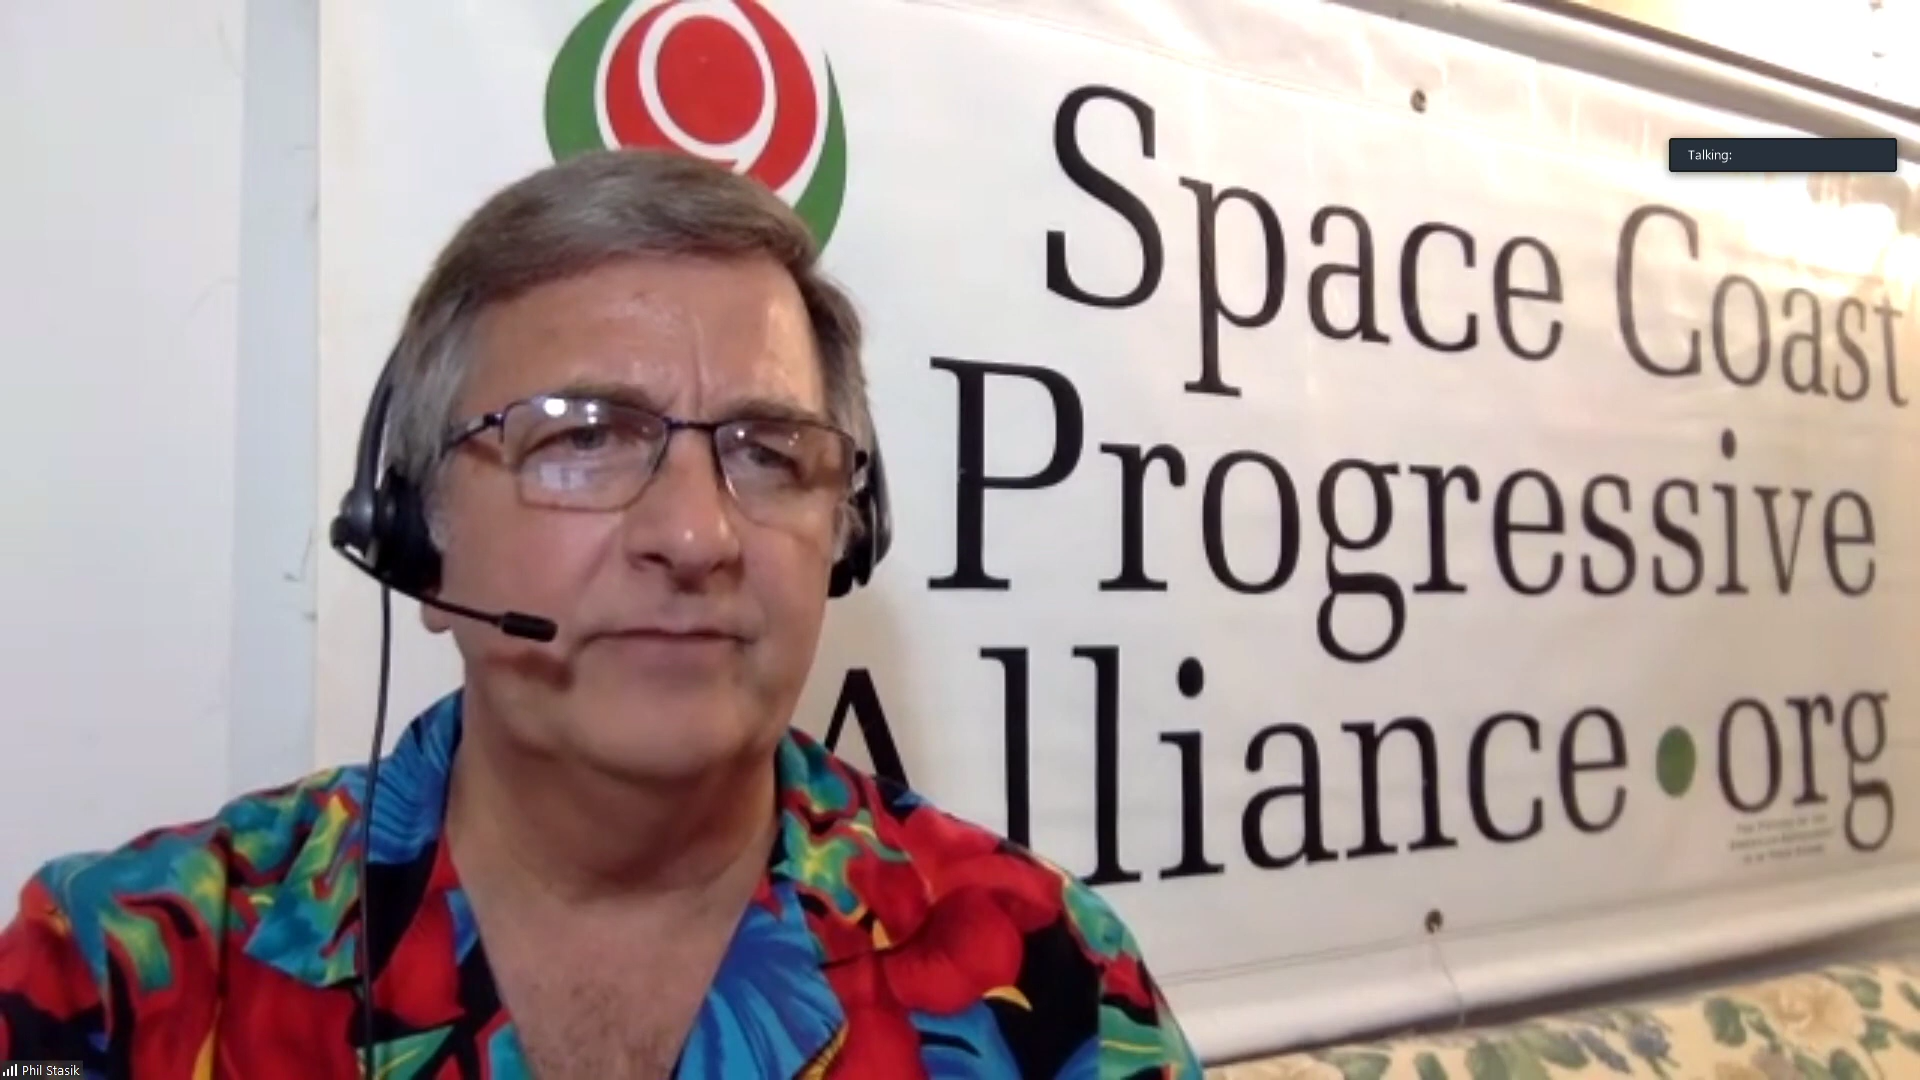 Talking:
Space Coast
Progressive
Alliance•org
Phil Stasik